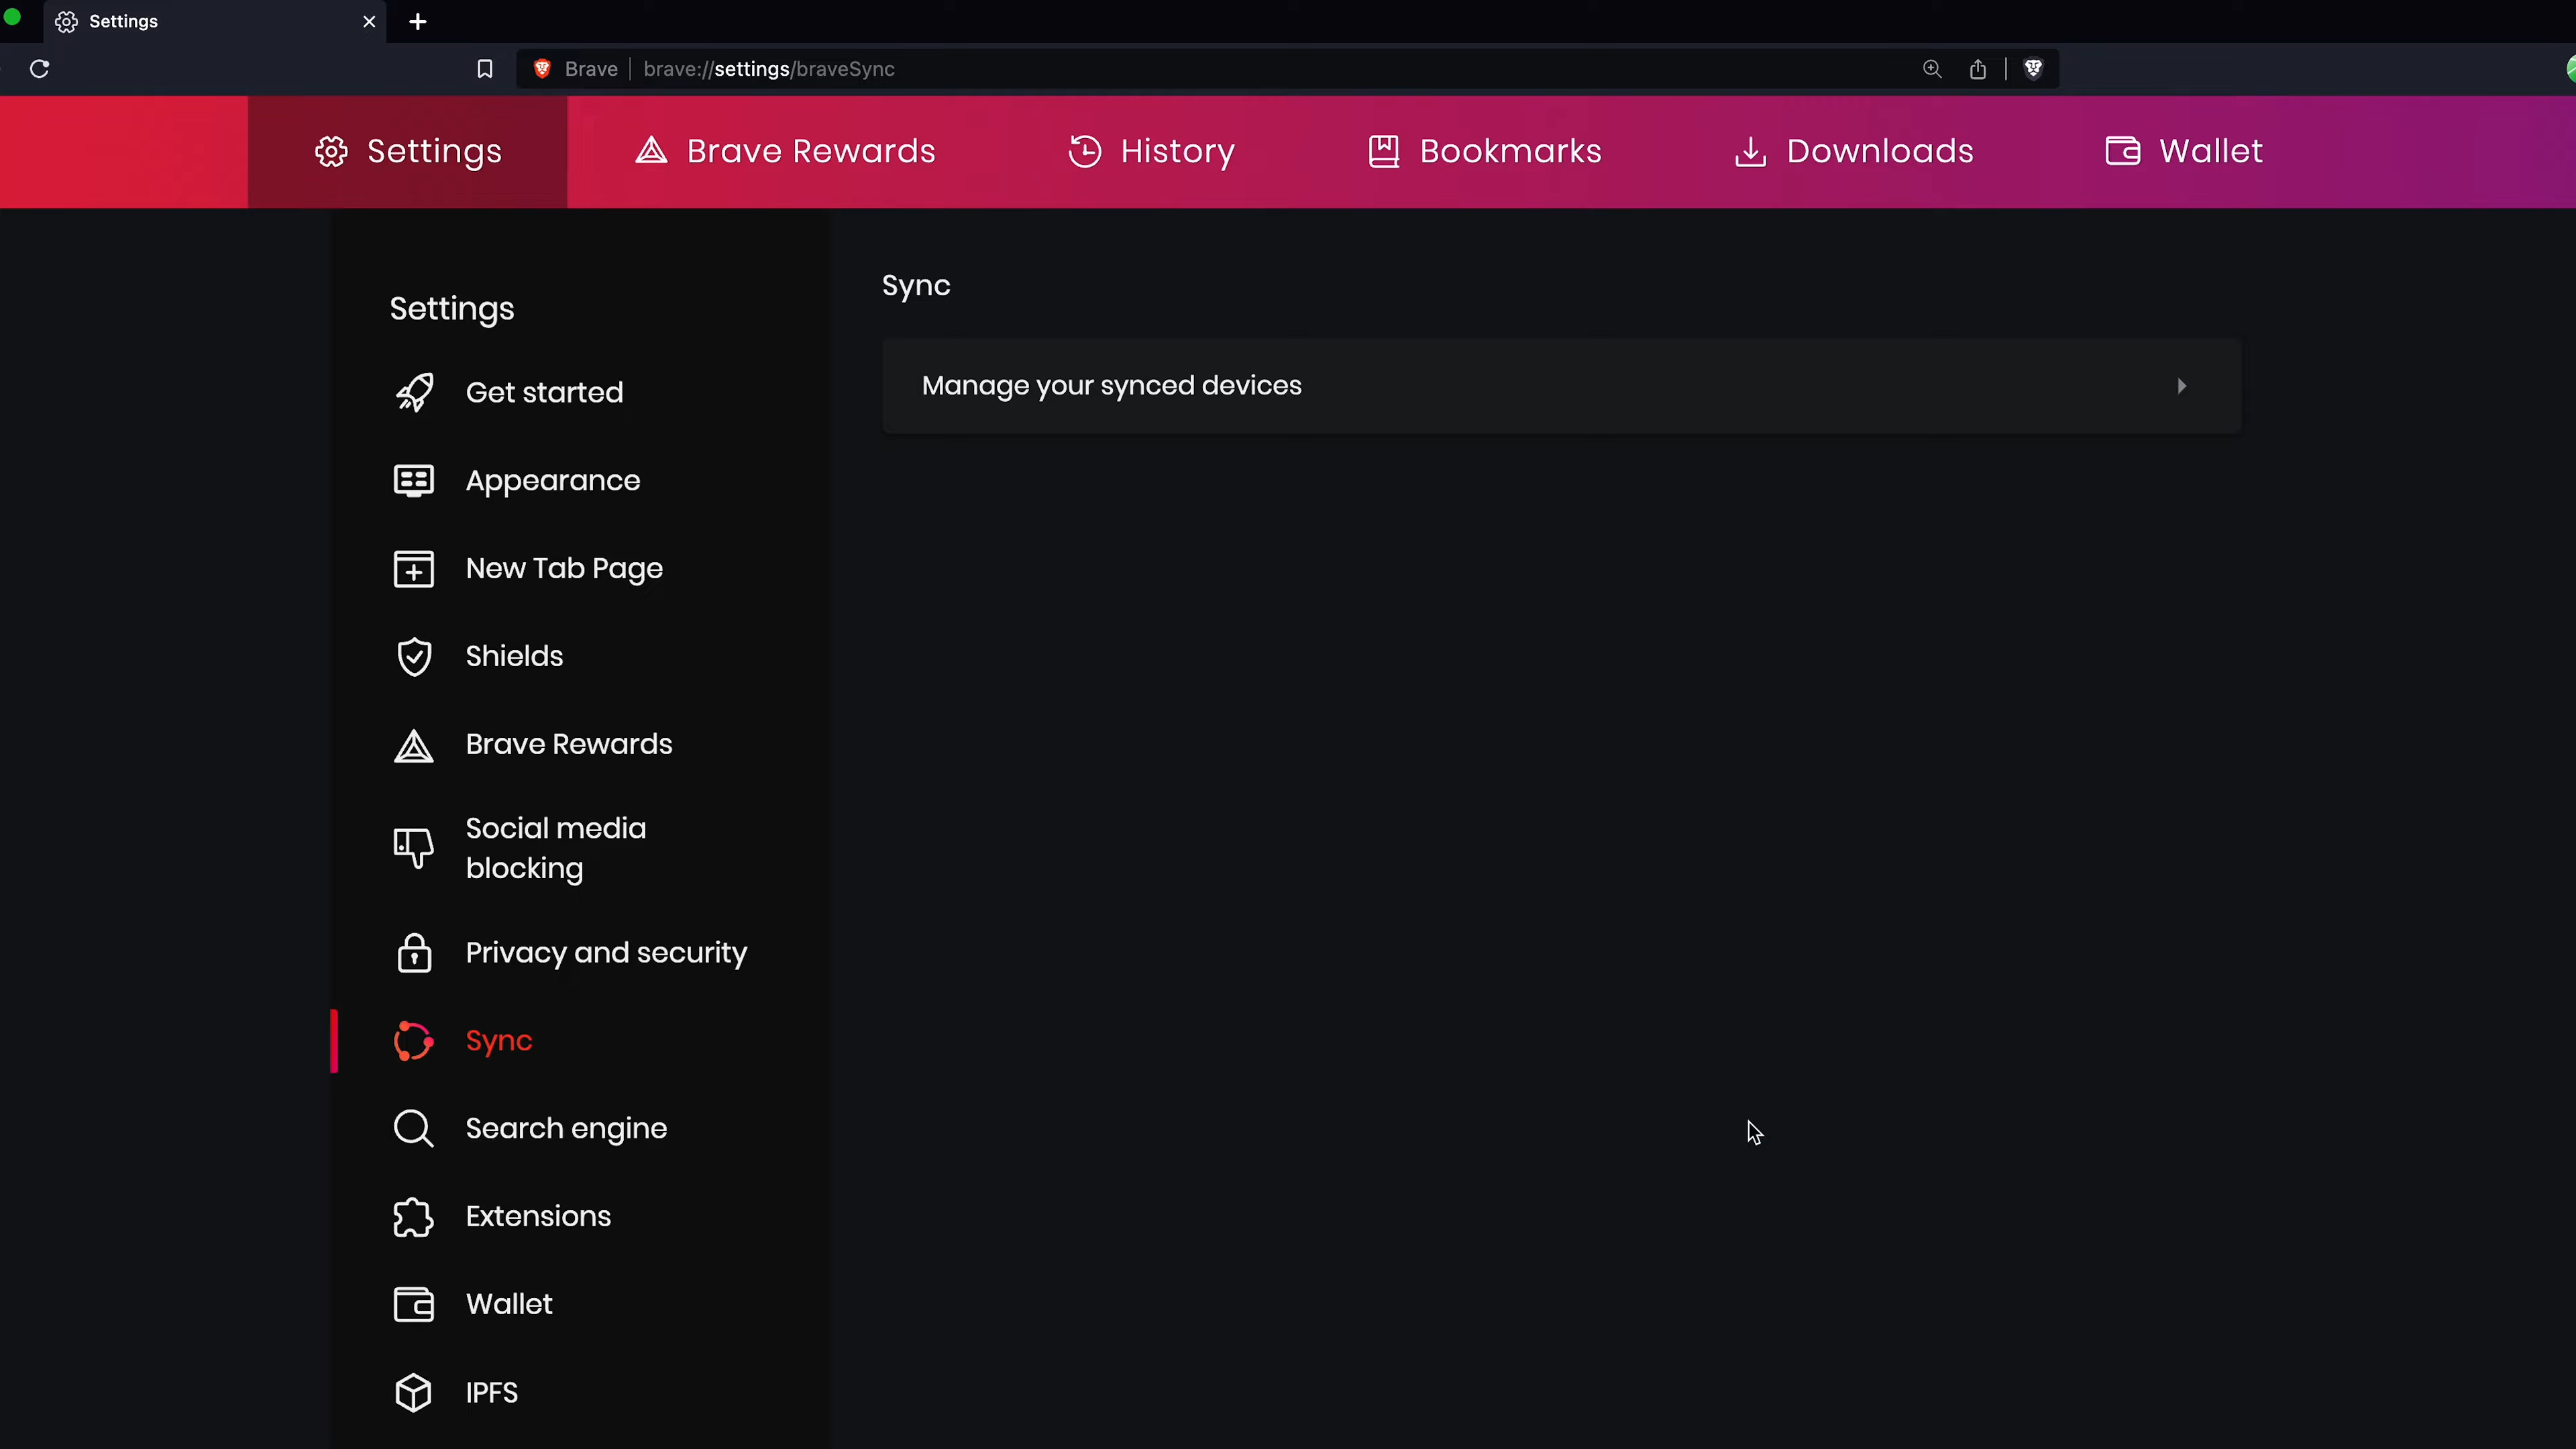 Settings
Brave | brave://settings/braveSync
Settings
Brave Rewards
History
Bookmarks
Downloads
Wallet
Settings
Get started
Appearance
New Tab Page
Shields
Brave Rewards
Social media
blocking
Privacy and security
Sync
Search engine
Extensions
Wallet
IPFS
Sync
Manage your synced devices